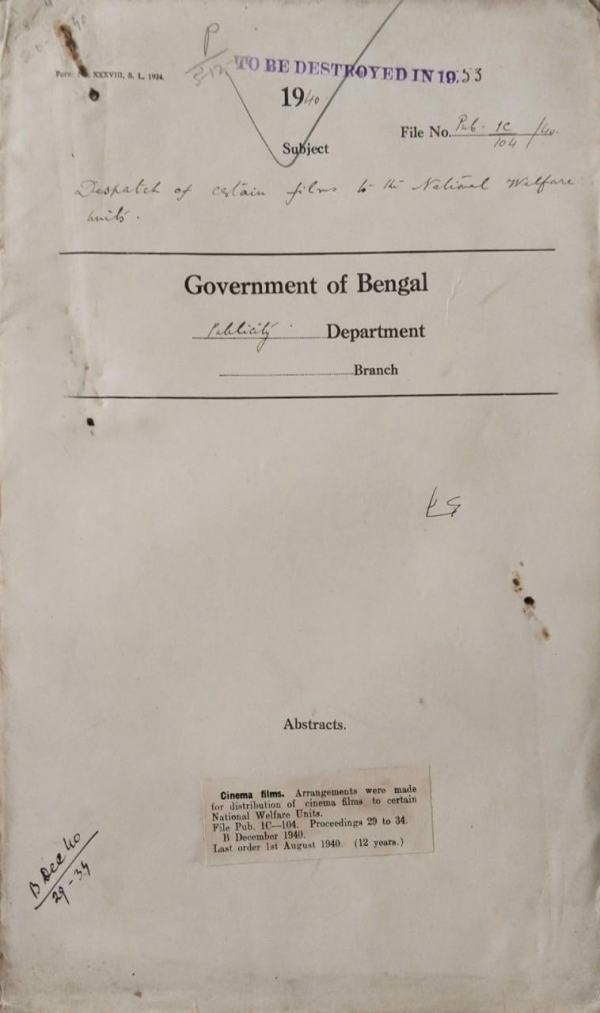 P
TO BE DESTROYED IN 1953
XXXVIII, S. L., 1934.
1940
File No. Pub. 1C/104 /40.
Subject
Despatch of certain films to the National Welfare
units.
Government of Bengal
Publicity Department
Branch
Abstracts.
Cinema films. Arrangements were made
for distribution of cinema films to certain
National Welfare Units.
File Pub. 1C—104. Proceedings 29 to 34.
B December 1940.
Last order 1st August 1940. (12 years.)
B Dec 40
29-34